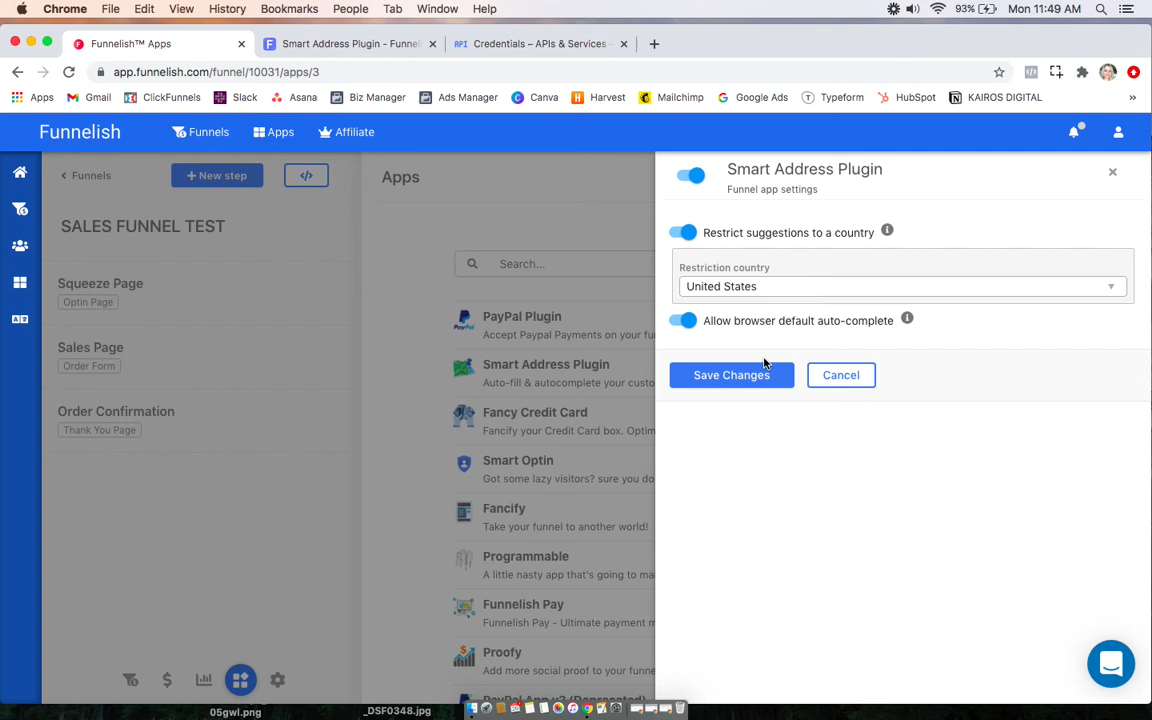 Chrome File Edit View History Bookmarks People Tab Window Help 93% Mon 11:49 AM
Funnelish™ Apps Smart Address Plugin - Funne API Credentials – APIs & Services -
app.funnelish.com/funnel/10031/apps/3
Apps Gmail ClickFunnels Slack Asana Biz Manager Ads Manager Canva Harvest Mailchimp Google Ads Typeform HubSpot KAIROS DIGITAL »
Funnelish Funnels Apps Affiliate
Funnels + New step </>
SALES FUNNEL TEST
Squeeze Page
Optin Page
Sales Page
Order Form
Order Confirmation
Thank You Page
Apps
Search...
PayPal Plugin
Accept Paypal Payments on your fu
Smart Address Plugin
Auto-fill & autocomplete your custo
Fancy Credit Card
Fancify your Credit Card box. Optim
Smart Optin
Got some lazy visitors? sure you do
Fancify
Take your funnel to another world!
Programmable
A little nasty app that's going to ma
Funnelish Pay
Funnelish Pay - Ultimate payment m
Proofy
Add more social proof to your funne
PayPal App v2 (Deprecated)
Smart Address Plugin
Funnel app settings
Restrict suggestions to a country
Restriction country
United States
Allow browser default auto-complete
Save Changes Cancel
05gwl.png _DSF0348.jpg